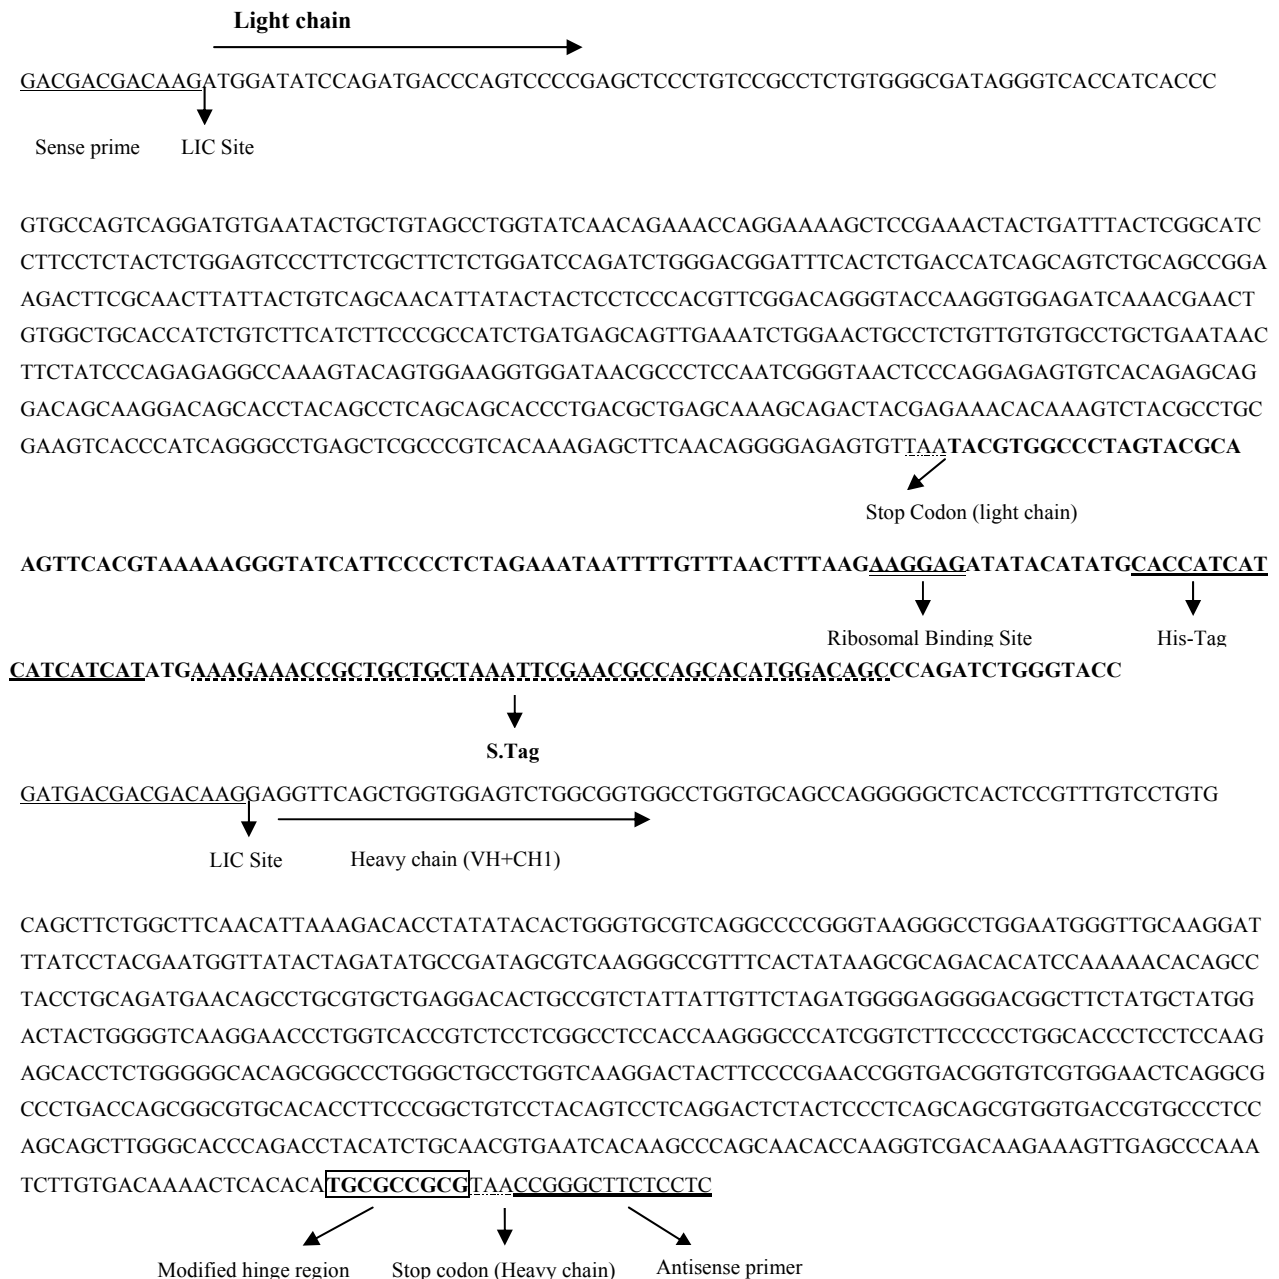 Light chain
GACGACGACAAGATGGATATCCAGATGACCCAGTCCCCGAGCTCCCTGTCCGCCTCTGTGGGCGATAGGGTCACCATCACCC
Sense prime LIC Site
GTGCCAGTCAGGATGTGAATACTGCTGTAGCCTGGTATCAACAGAAACCAGGAAAAGCTCCGAAACTACTGATTTACTCGGCATC
CTTCCTCTACTCTGGAGTCCCTTCTCGCTTCTCTGGATCCAGATCTGGGACGGATTTCACTCTGACCATCAGCAGTCTGCAGCCGGA
AGACTTCGCAACTTATTACTGTCAGCAACATTATACTACTCCTCCCACGTTCGGACAGGGTACCAAGGTGGAGATCAAACGAACT
GTGGCTGCACCATCTGTCTTCATCTTCCCGCCATCTGATGAGCAGTTGAAATCTGGAACTGCCTCTGTTGTGTGCCTGCTGAATAAC
TTCTATCCCAGAGAGGCCAAAGTACAGTGGAAGGTGGATAACGCCCTCCAATCGGGTAACTCCCAGGAGAGTGTCACAGAGCAG
GACAGCAAGGACAGCACCTACAGCCTCAGCAGCACCCTGACGCTGAGCAAAGCAGACTACGAGAAACACAAAGTCTACGCCTGC
GAAGTCACCCATCAGGGCCTGAGCTCGCCCGTCACAAAGAGCTTCAACAGGGGAGAGTGTTAATACGTGGCCCTAGTACGCA
Stop Codon (light chain)
AGTTCACGTAAAAAGGGTATCATTCCCCTCTAGAAATAATTTTGTTTAACTTTAAGAAGGAGATATACATATGCACCATCAT
Ribosomal Binding Site His-Tag
CATCATCATATGAAAGAAACCGCTGCTGCTAAATTCGAACGCCAGCACATGGACAGCCCAGATCTGGGTACC
S.Tag
GATGACGACGACAAGGAGGTTCAGCTGGTGGAGTCTGGCGGTGGCCTGGTGCAGCCAGGGGGCTCACTCCGTTTGTCCTGTG
LIC Site Heavy chain (VH+CH1)
CAGCTTCTGGCTTCAACATTAAAGACACCTATATACACTGGGTGCGTCAGGCCCCGGGTAAGGGCCTGGAATGGGTTGCAAGGAT
TTATCCTACGAATGGTTATACTAGATATGCCGATAGCGTCAAGGGCCGTTTCACTATAAGCGCAGACACATCCAAAAACACAGCC
TACCTGCAGATGAACAGCCTGCGTGCTGAGGACACTGCCGTCTATTATTGTTCTAGATGGGGAGGGGACGGCTTCTATGCTATGG
ACTACTGGGGTCAAGGAACCCTGGTCACCGTCTCCTCGGCCTCCACCAAGGGCCCATCGGTCTTCCCCCTGGCACCCTCCTCCAAG
AGCACCTCTGGGGGCACAGCGGCCCTGGGCTGCCTGGTCAAGGACTACTTCCCCGAACCGGTGACGGTGTCGTGGAACTCAGGCG
CCCTGACCAGCGGCGTGCACACCTTCCCGGCTGTCCTACAGTCCTCAGGACTCTACTCCCTCAGCAGCGTGGTGACCGTGCCCTCC
AGCAGCTTGGGCACCCAGACCTACATCTGCAACGTGAATCACAAGCCCAGCAACACCAAGGTCGACAAGAAAGTTGAGCCCAAA
TCTTGTGACAAAACTCACACATGCGCCGCGTAACCGGGCTTCTCCTC
Modified hinge region Stop codon (Heavy chain) Antisense primer